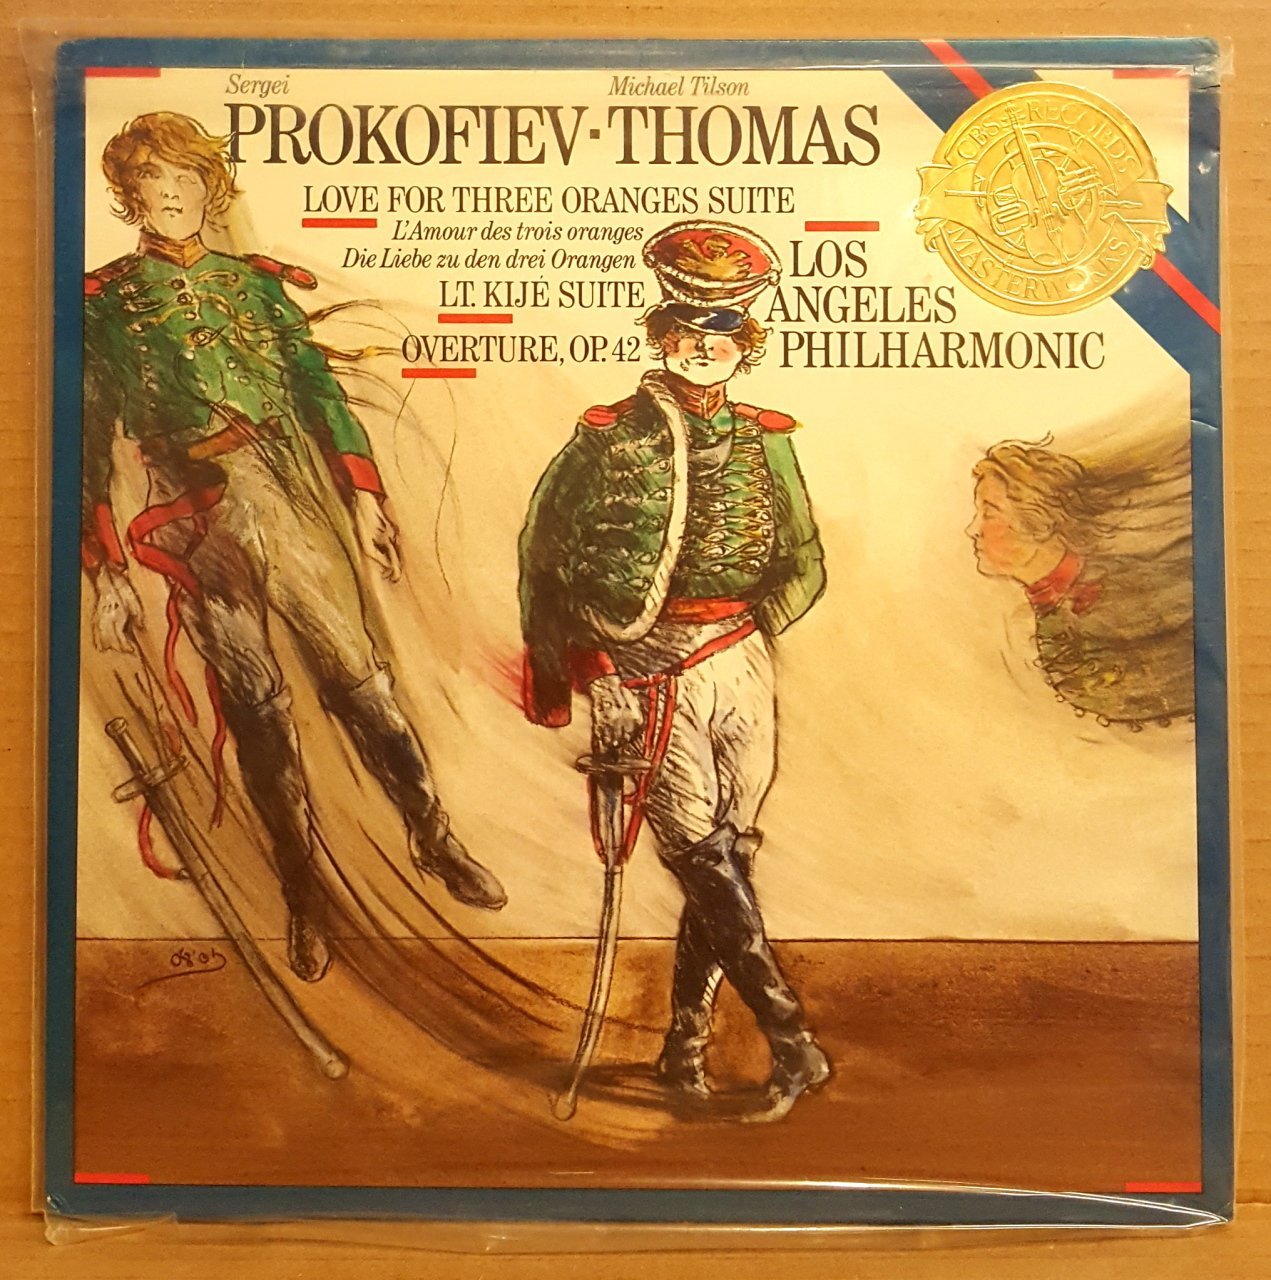 Sergei Michael Tilson
PROKOFIEV·THOMAS
LOVE FOR THREE ORANGES SUITE
L'Amour des trois oranges
Die Liebe zu den drei Orangen
LT. KIJÉ SUITE
OVERTURE, OP. 42
LOS
ANGELES
PHILHARMONIC
CBS RECORDS
MASTERWORKS